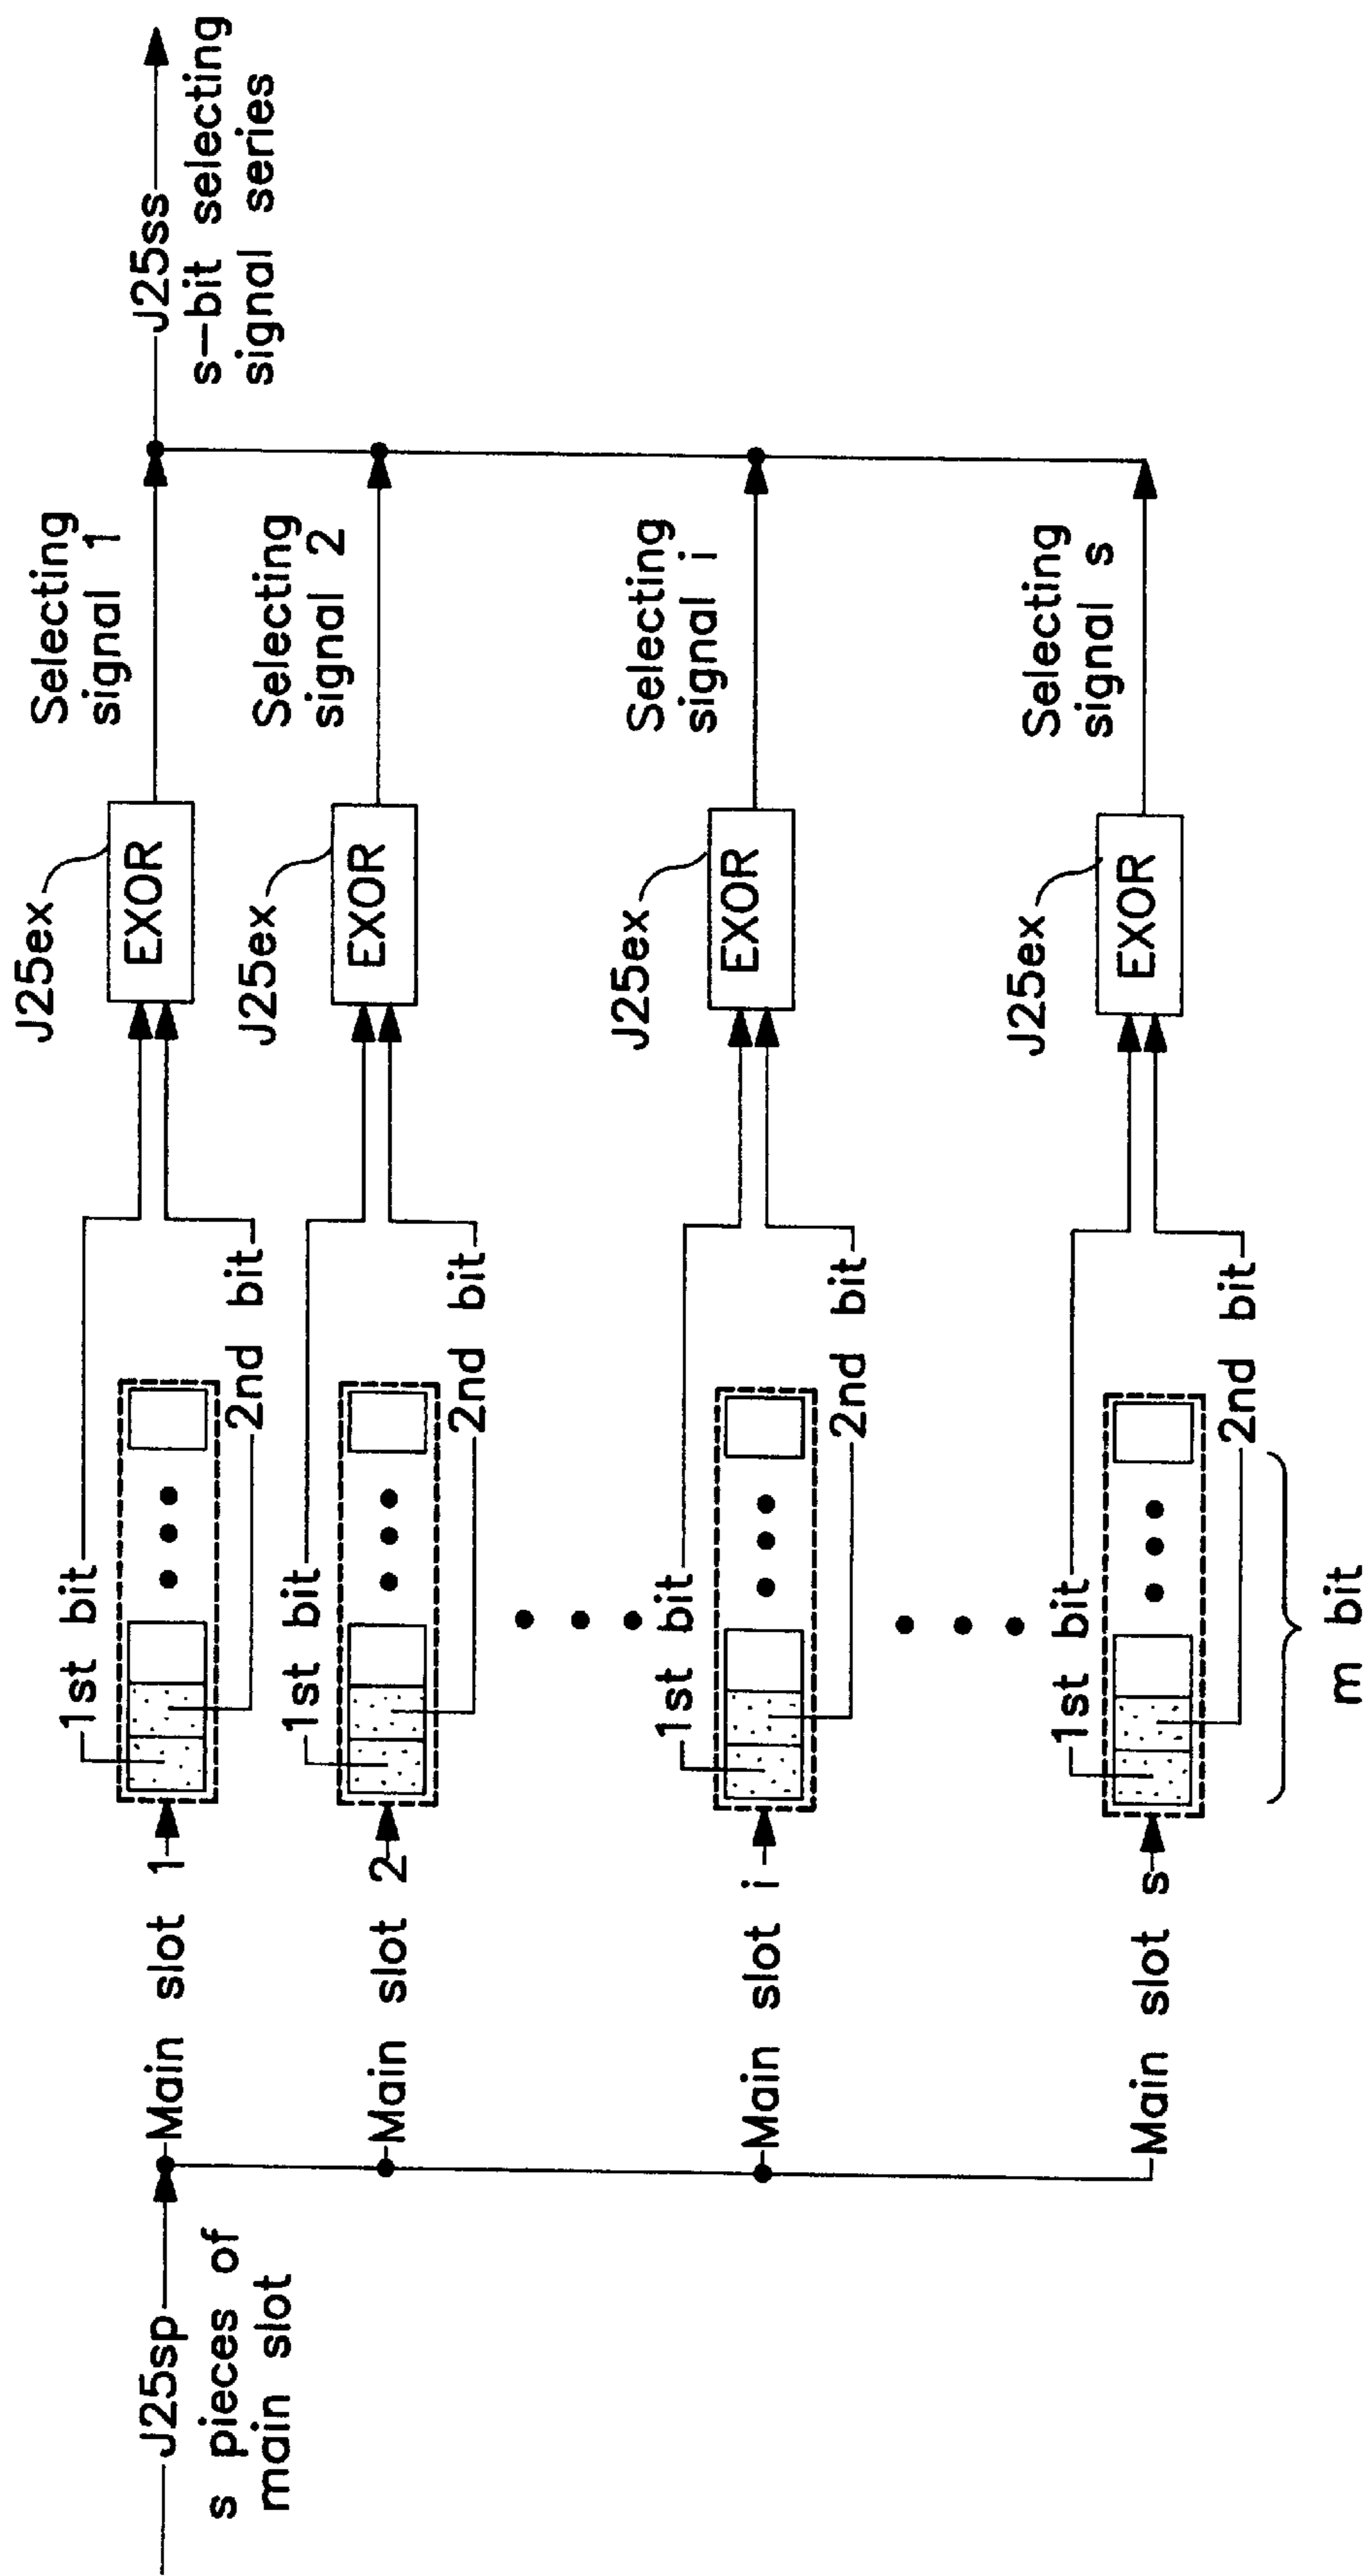 J25sp
s pieces of
main slot
Main slot 1
1st bit
2nd bit
J25ex
EXOR
Selecting
signal 1
J25ss
s-bit selecting
signal series
Main slot 2
1st bit
2nd bit
J25ex
EXOR
Selecting
signal 2
Main slot i
1st bit
2nd bit
J25ex
EXOR
Selecting
signal i
Main slot s
1st bit
2nd bit
m bit
J25ex
EXOR
Selecting
signal s